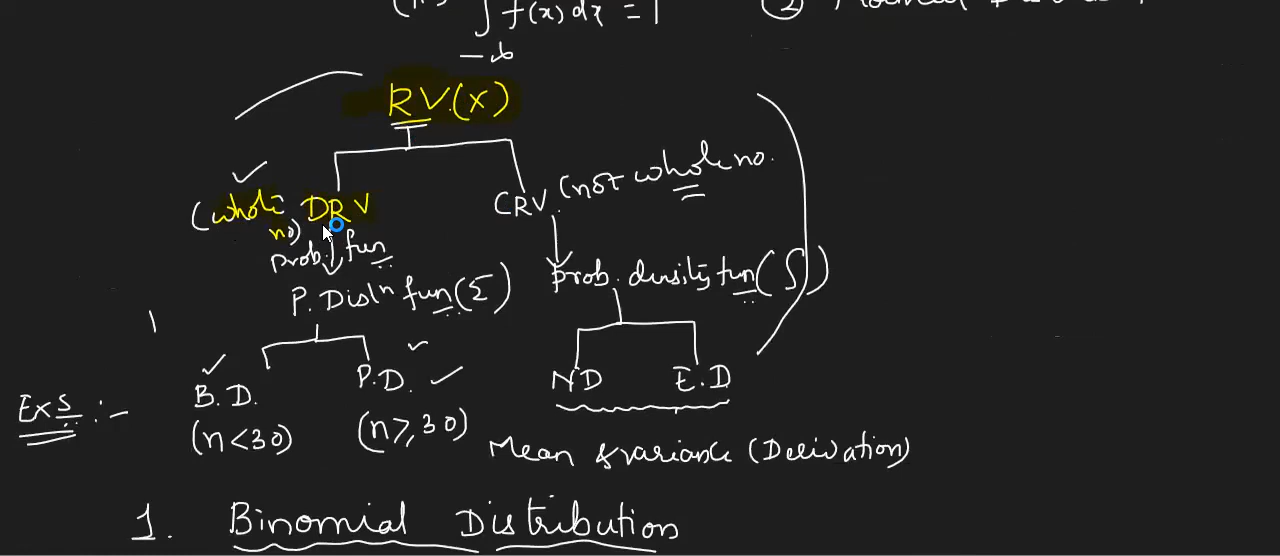 ∫ f(x) dx = 1
-∞
RV(X)
(whole no) DRV
CRV (not whole no.
prob. fun
P. Distn fun (Σ)
prob. density fun (∫)
B.D.
P.D.
ND
E.D
Exs :-
(n<30)
(n≥30)
Mean & variance (Derivation)
1. Binomial Distribution